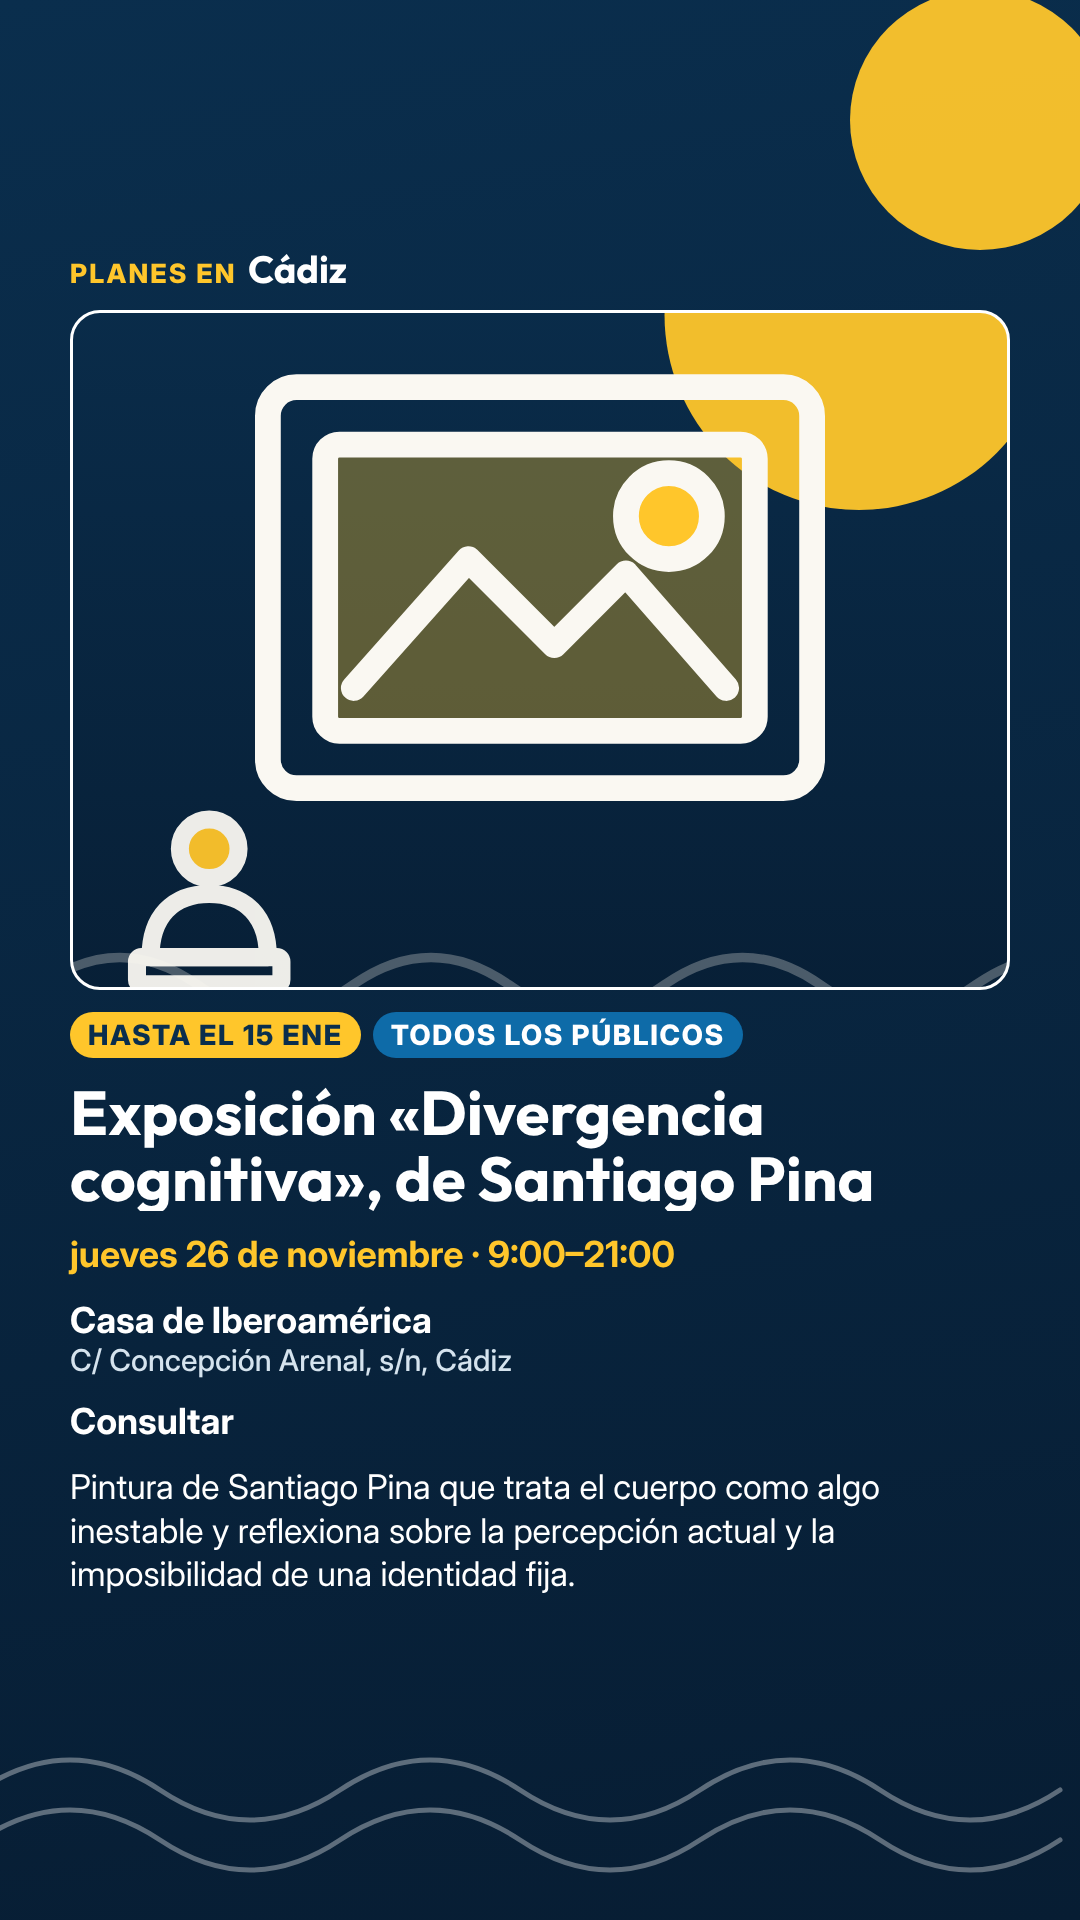 PLANES EN Cádiz
HASTA EL 15 ENE TODOS LOS PÚBLICOS
Exposición «Divergencia
cognitiva», de Santiago Pina
jueves 26 de noviembre · 9:00–21:00
Casa de Iberoamérica
C/ Concepción Arenal, s/n, Cádiz
Consultar
Pintura de Santiago Pina que trata el cuerpo como algo
inestable y reflexiona sobre la percepción actual y la
imposibilidad de una identidad fija.